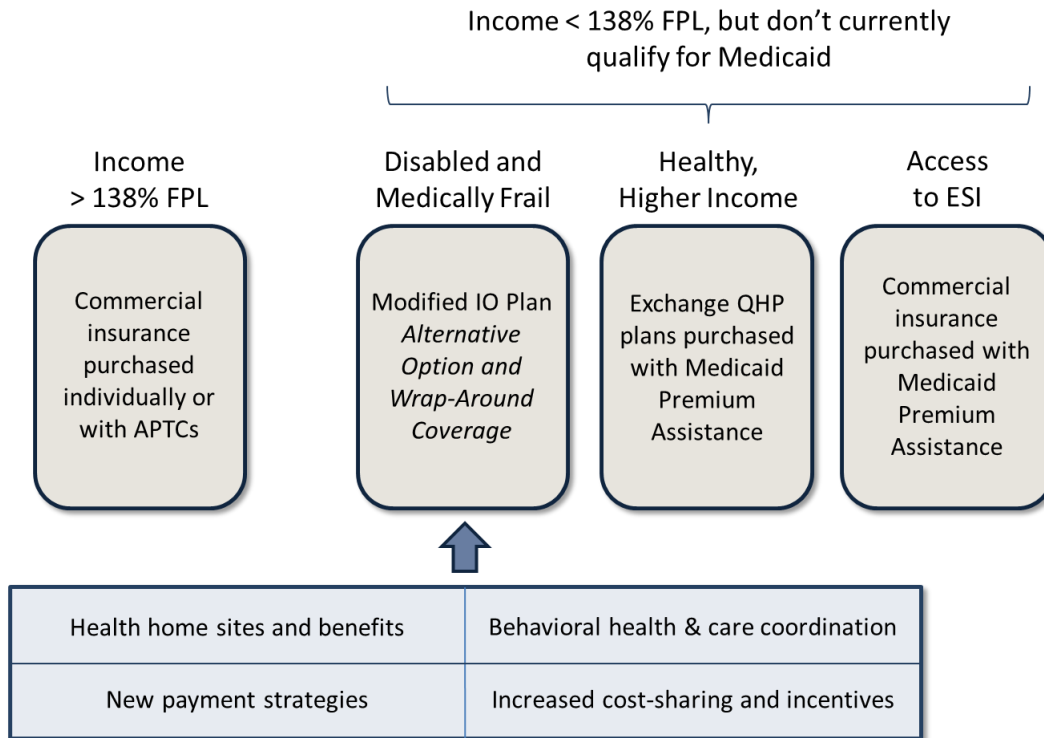 Income < 138% FPL, but don’t currently
qualify for Medicaid
Income
> 138% FPL
Disabled and
Medically Frail
Healthy,
Higher Income
Access
to ESI
Commercial
insurance
purchased
individually or
with APTCs
Modified IO Plan
Alternative
Option and
Wrap-Around
Coverage
Exchange QHP
plans purchased
with Medicaid
Premium
Assistance
Commercial
insurance
purchased with
Medicaid
Premium
Assistance
Health home sites and benefits
Behavioral health & care coordination
New payment strategies
Increased cost-sharing and incentives